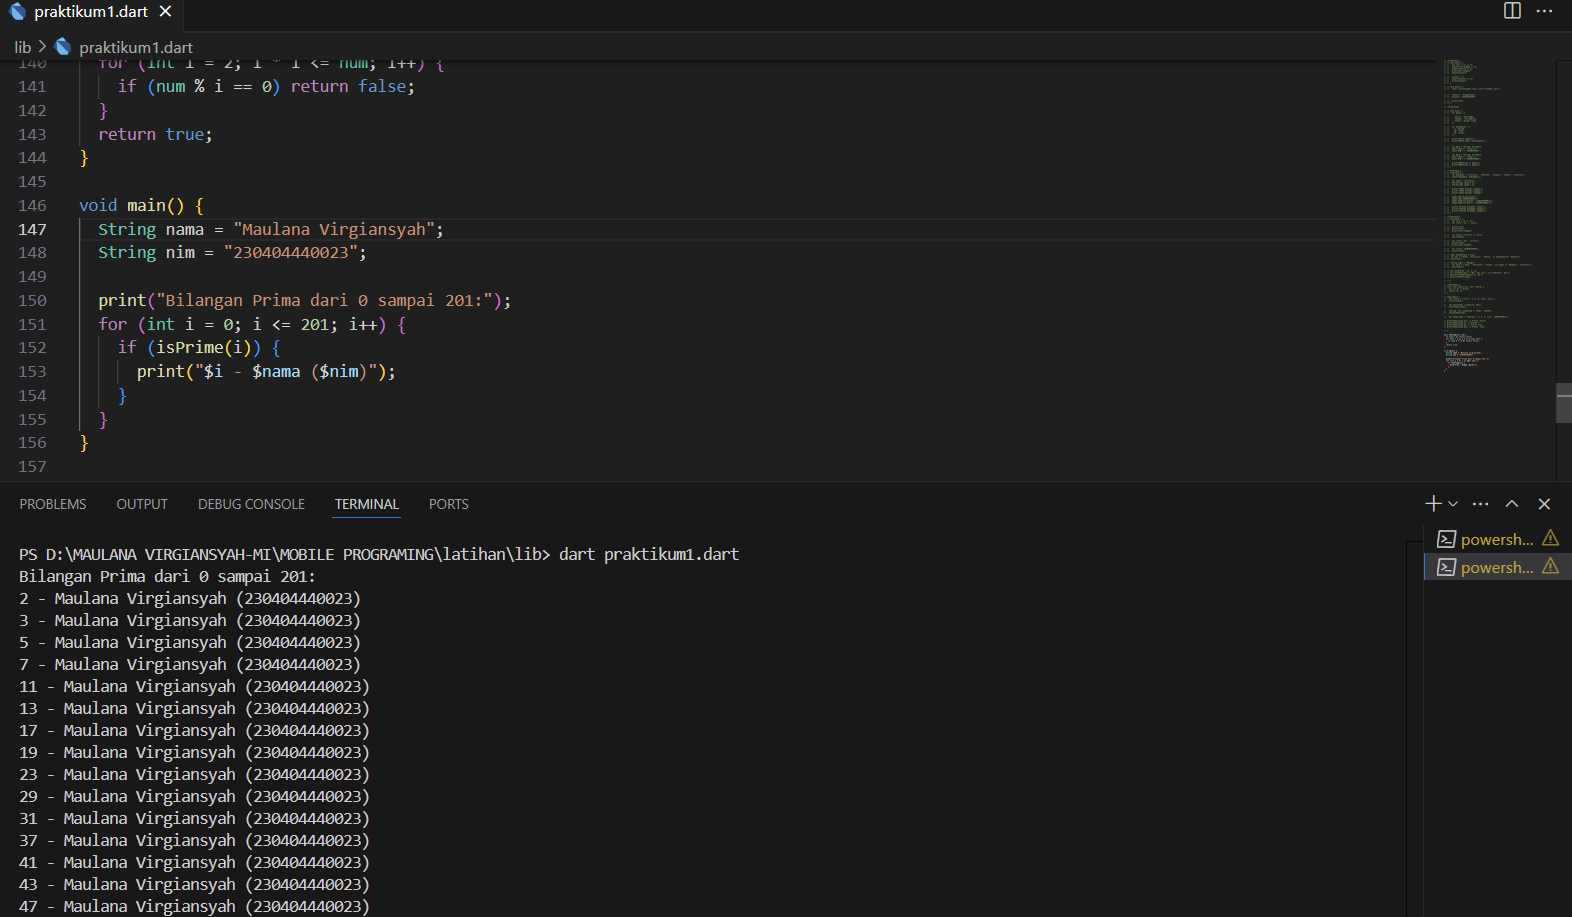 praktikum1.dart
lib > praktikum1.dart
140 for (int i = 2; i * i <= num; i++) {
141 if (num % i == 0) return false;
142 }
143 return true;
144 }
145
146 void main() {
147 String nama = "Maulana Virgiansyah";
148 String nim = "230404440023";
149
150 print("Bilangan Prima dari 0 sampai 201:");
151 for (int i = 0; i <= 201; i++) {
152 if (isPrime(i)) {
153 print("$i - $nama ($nim)");
154 }
155 }
156 }
157
PROBLEMS OUTPUT DEBUG CONSOLE TERMINAL PORTS
powersh...
powersh...
PS D:\MAULANA VIRGIANSYAH-MI\MOBILE PROGRAMING\latihan\lib> dart praktikum1.dart
Bilangan Prima dari 0 sampai 201:
2 - Maulana Virgiansyah (230404440023)
3 - Maulana Virgiansyah (230404440023)
5 - Maulana Virgiansyah (230404440023)
7 - Maulana Virgiansyah (230404440023)
11 - Maulana Virgiansyah (230404440023)
13 - Maulana Virgiansyah (230404440023)
17 - Maulana Virgiansyah (230404440023)
19 - Maulana Virgiansyah (230404440023)
23 - Maulana Virgiansyah (230404440023)
29 - Maulana Virgiansyah (230404440023)
31 - Maulana Virgiansyah (230404440023)
37 - Maulana Virgiansyah (230404440023)
41 - Maulana Virgiansyah (230404440023)
43 - Maulana Virgiansyah (230404440023)
47 - Maulana Virgiansyah (230404440023)